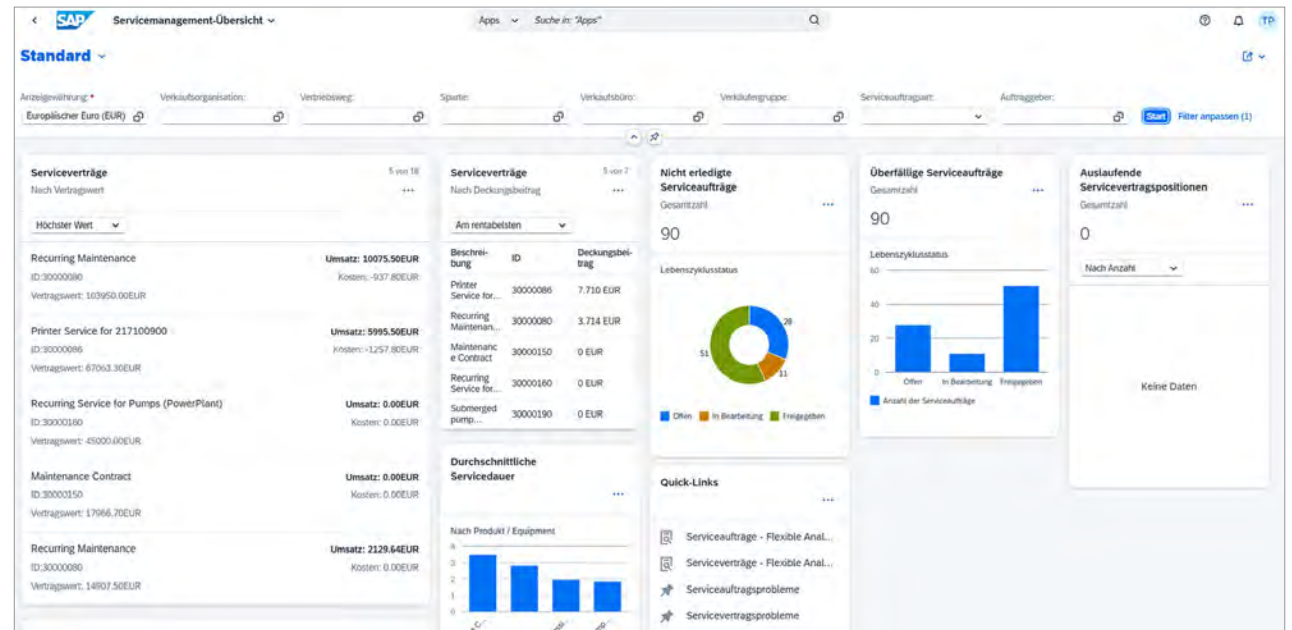 SAP Servicemanagement-Übersicht
Apps Suche in: "Apps"
TP
Standard
Anzeigewährung: * Verkaufsorganisation: Vertriebsweg: Sparte: Verkaufsbüro: Verkäufergruppe: Serviceauftragsart: Auftraggeber:
Europäischer Euro (EUR) Start Filter anpassen (1)
Serviceverträge 5 von 18
Nach Vertragswert
Höchster Wert
Recurring Maintenance Umsatz: 10075.50EUR
ID:30000080 Kosten: -937.80EUR
Vertragswert: 103950.00EUR
Printer Service for 217100900 Umsatz: 5995.50EUR
ID:30000086 Kosten: -1257.80EUR
Vertragswert: 67063.30EUR
Recurring Service for Pumps (PowerPlant) Umsatz: 0.00EUR
ID:30000160 Kosten: 0.00EUR
Vertragswert: 45000.00EUR
Maintenance Contract Umsatz: 0.00EUR
ID:30000150 Kosten: 0.00EUR
Vertragswert: 17966.70EUR
Recurring Maintenance Umsatz: 2129.64EUR
ID:30000080 Kosten: 0.00EUR
Vertragswert: 14907.50EUR
Serviceverträge 5 von 7
Nach Deckungsbeitrag
Am rentabelsten
Beschrei-
bung
ID
Deckungsbei-
trag
Printer
Service for... 30000086 7.710 EUR
Recurring
Maintenan... 30000080 3.714 EUR
Maintenanc
e Contract 30000150 0 EUR
Recurring
Service for... 30000160 0 EUR
Submerged
pump... 30000190 0 EUR
Durchschnittliche
Servicedauer
Nach Produkt / Equipment
4
3
2
1
0
Nicht erledigte
Serviceaufträge
Gesamtzahl
90
Lebenszyklusstatus
28
51
11
Offen In Bearbeitung Freigegeben
Quick-Links
Serviceaufträge - Flexible Anal...
Serviceverträge - Flexible Anal...
Serviceauftragsprobleme
Servicevertragsprobleme
Überfällige Serviceaufträge
Gesamtzahl
90
Lebenszyklusstatus
60
40
20
0
Offen In Bearbeitung Freigegeben
Anzahl der Serviceaufträge
Auslaufende
Servicevertragspositionen
Gesamtzahl
0
Nach Anzahl
Keine Daten